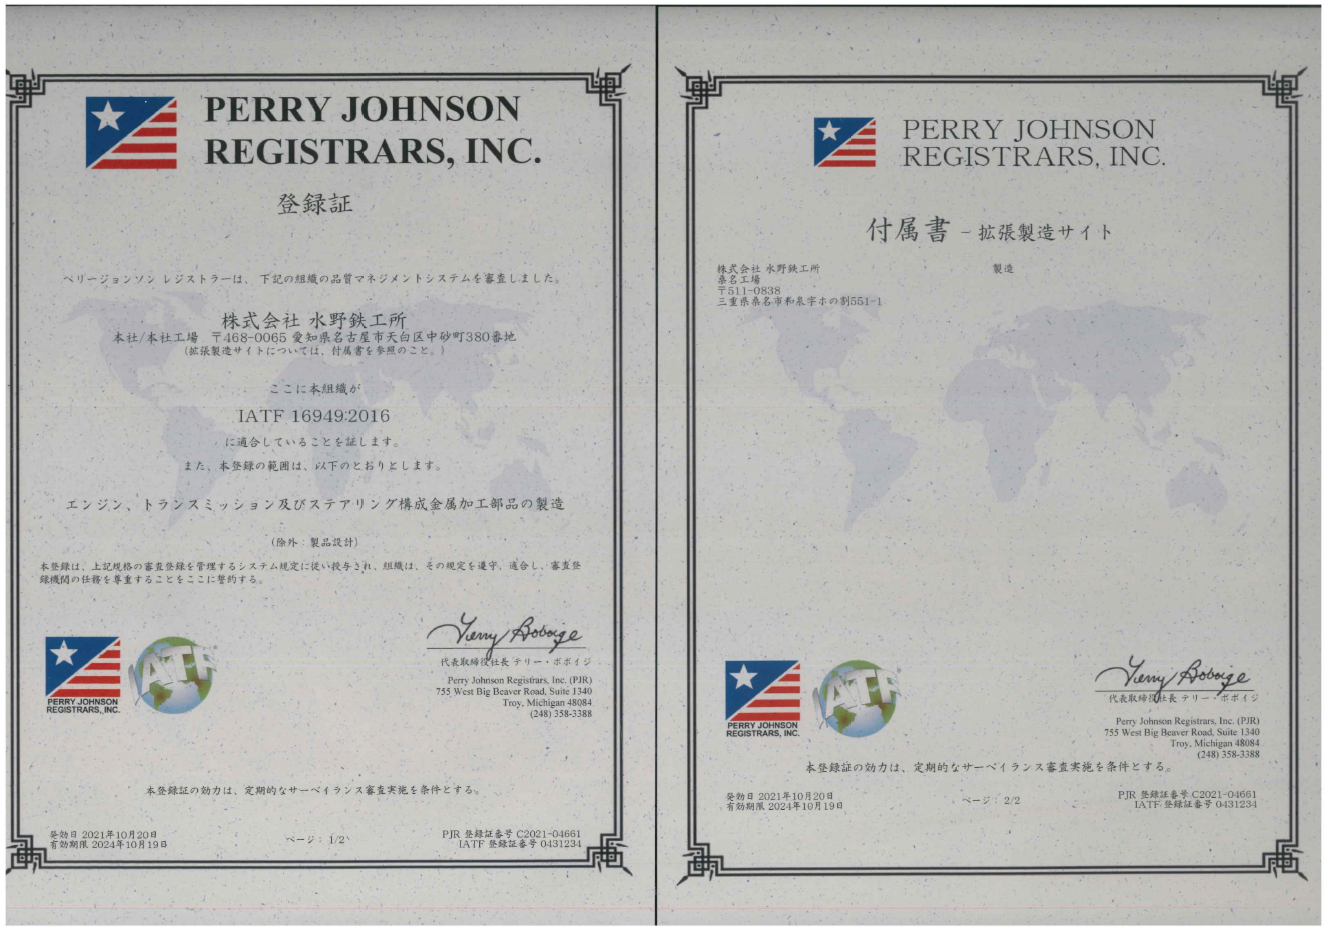 PERRY JOHNSON
REGISTRARS, INC.
登録証
ペリージョンソン レジストラーは、下記の組織の品質マネジメントシステムを審査しました。
株式会社 水野鉄工所
本社/本社工場 〒468-0065 愛知県名古屋市天白区中砂町380番地
(拡張製造サイトについては、付属書を参照のこと。)
ここに本組織が
IATF 16949:2016
に適合していることを証します。
また、本登録の範囲は、以下のとおりとします。
エンジン、トランスミッション及びステアリング構成金属加工部品の製造
(除外：製品設計)
本登録は、上記規格の審査登録を管理するシステム規定に従い授与され、組織は、その規定を遵守、適合し、審査登
録機関の任務を尊重することをここに誓約する。
PERRY JOHNSON
REGISTRARS, INC.
IATF
Terry Boboige
代表取締役社長 テリー・ボボイジ
Perry Johnson Registrars, Inc. (PJR)
755 West Big Beaver Road, Suite 1340
Troy, Michigan 48084
(248) 358-3388
本登録証の効力は、定期的なサーベイランス審査実施を条件とする。
発効日 2021年10月20日
有効期限 2024年10月19日
ページ：1/2
PJR 登録証番号 C2021-04661
IATF 登録証番号 0431234
PERRY JOHNSON
REGISTRARS, INC.
付属書 – 拡張製造サイト
株式会社 水野鉄工所
製造
桑名工場
〒511-0838
三重県桑名市和泉字ホの割551-1
PERRY JOHNSON
REGISTRARS, INC.
IATF
Terry Boboige
代表取締役社長 テリー・ボボイジ
Perry Johnson Registrars, Inc. (PJR)
755 West Big Beaver Road, Suite 1340
Troy, Michigan 48084
(248) 358-3388
本登録証の効力は、定期的なサーベイランス審査実施を条件とする。
発効日 2021年10月20日
有効期限 2024年10月19日
ページ：2/2
PJR 登録証番号 C2021-04661
IATF 登録証番号 0431234